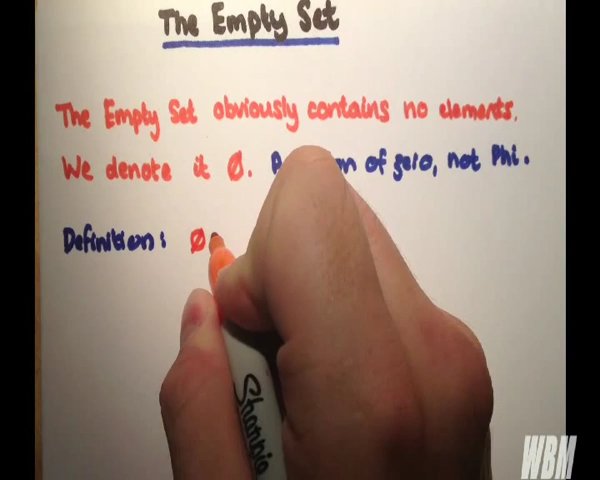 The Empty Set
The Empty Set obviously contains no elements.
We denote it Ø. of zero, not Phi.
Definition: Ø
Sharpie
WBM